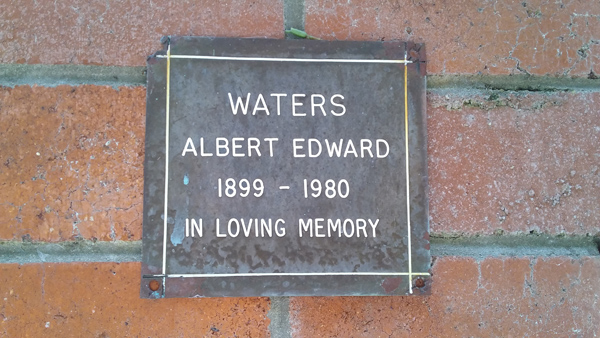 WATERS
ALBERT EDWARD
1899 - 1980
IN LOVING MEMORY